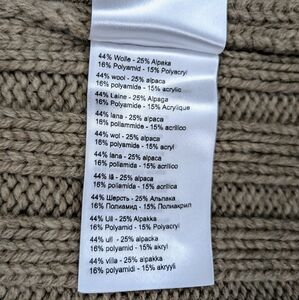 44% Wolle - 25% Alpaka
16% Polyamid - 15% Polyacryl
44% wool - 25% alpaca
16% polyamide - 15% acrylic
44% Laine - 25% Alpaga
16% Polyamide - 15% Acrylique
44% lana - 25% alpaca
16% poliammide - 15% acrilico
44% wol - 25% alpaca
16% polyamide - 15% acryl
44% lana - 25% alpaca
16% poliamida - 15% acrílico
44% lã - 25% alpaca
16% poliamida - 15% acrílica
44% Шерсть - 25% Альпака
16% Полиамид - 15% Полиакрил
44% Ull - 25% Alpakka
16% Polyamid - 15% Polyacryl
44% ull - 25% alpacka
16% polyamid - 15% akryl
44% villa - 25% alpakka
16% polyamidi - 15% akryyli